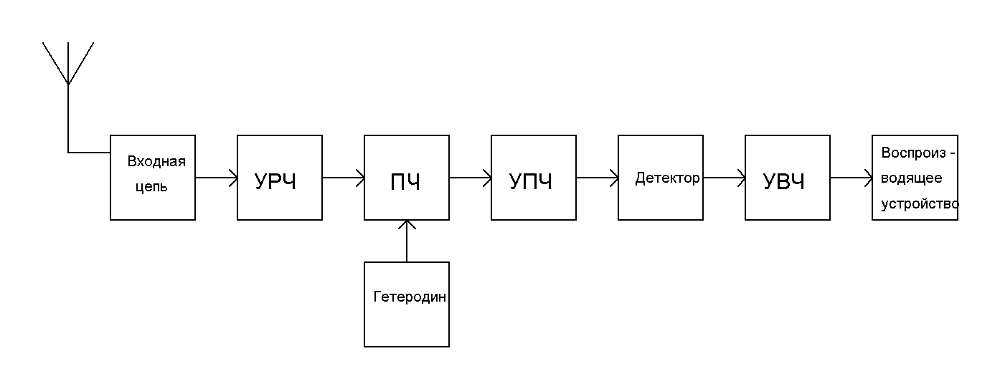 Входная
цепь
УРЧ
ПЧ
УПЧ
Детектор
УВЧ
Воспроиз -
водящее
устройство
Гетеродин